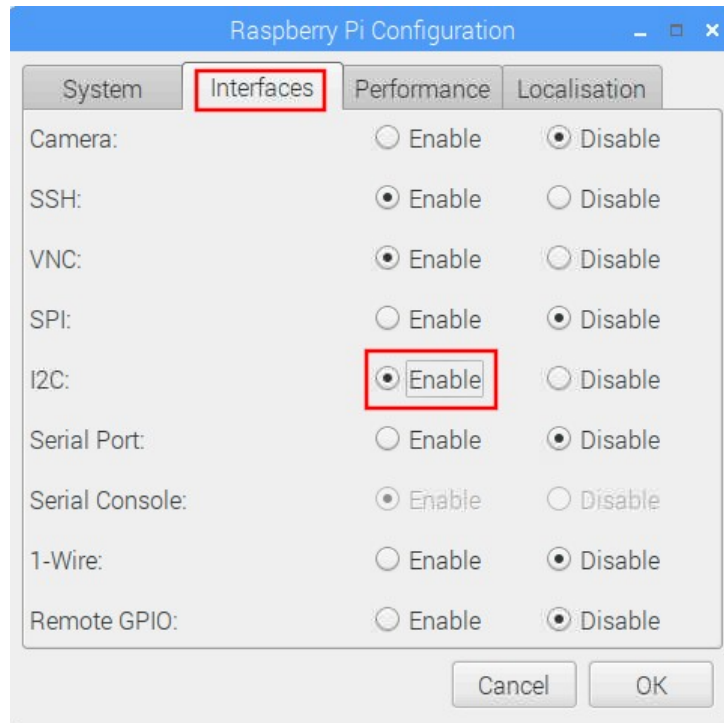 Raspberry Pi Configuration
System Interfaces Performance Localisation
Camera: Enable Disable
SSH: Enable Disable
VNC: Enable Disable
SPI: Enable Disable
I2C: Enable Disable
Serial Port: Enable Disable
Serial Console: Enable Disable
1-Wire: Enable Disable
Remote GPIO: Enable Disable
Cancel OK